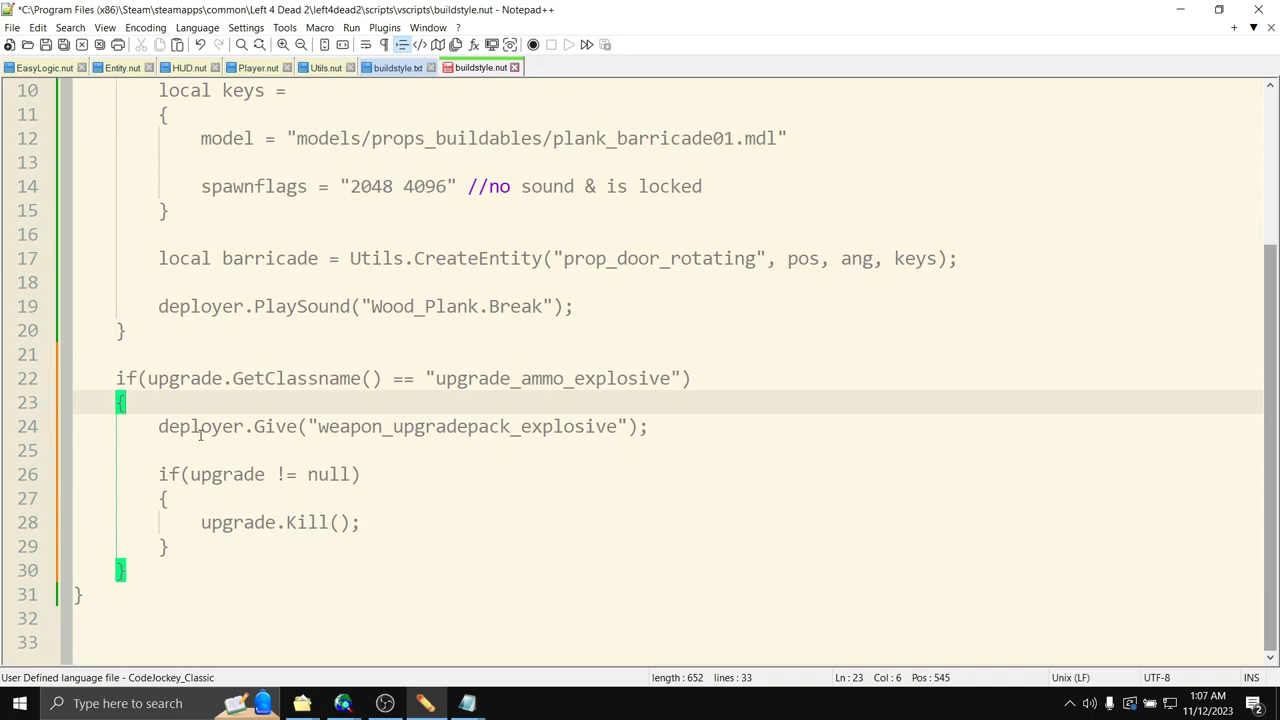 *C:\Program Files (x86)\Steam\steamapps\common\Left 4 Dead 2\left4dead2\scripts\vscripts\buildstyle.nut - Notepad++
File Edit Search View Encoding Language Settings Tools Macro Run Plugins Window ?
EasyLogic.nut Entity.nut HUD.nut Player.nut Utils.nut buildstyle.txt buildstyle.nut
10 local keys =
11 {
12 model = "models/props_buildables/plank_barricade01.mdl"
13
14 spawnflags = "2048 4096" //no sound & is locked
15 }
16
17 local barricade = Utils.CreateEntity("prop_door_rotating", pos, ang, keys);
18
19 deployer.PlaySound("Wood_Plank.Break");
20 }
21
22 if(upgrade.GetClassname() == "upgrade_ammo_explosive")
23 {
24 deployer.Give("weapon_upgradepack_explosive");
25
26 if(upgrade != null)
27 {
28 upgrade.Kill();
29 }
30 }
31 }
32
33
User Defined language file - CodeJockey_Classic length : 652 lines : 33 Ln : 23 Col : 6 Pos : 545 Unix (LF) UTF-8 INS
Type here to search 1:07 AM
11/12/2023
2